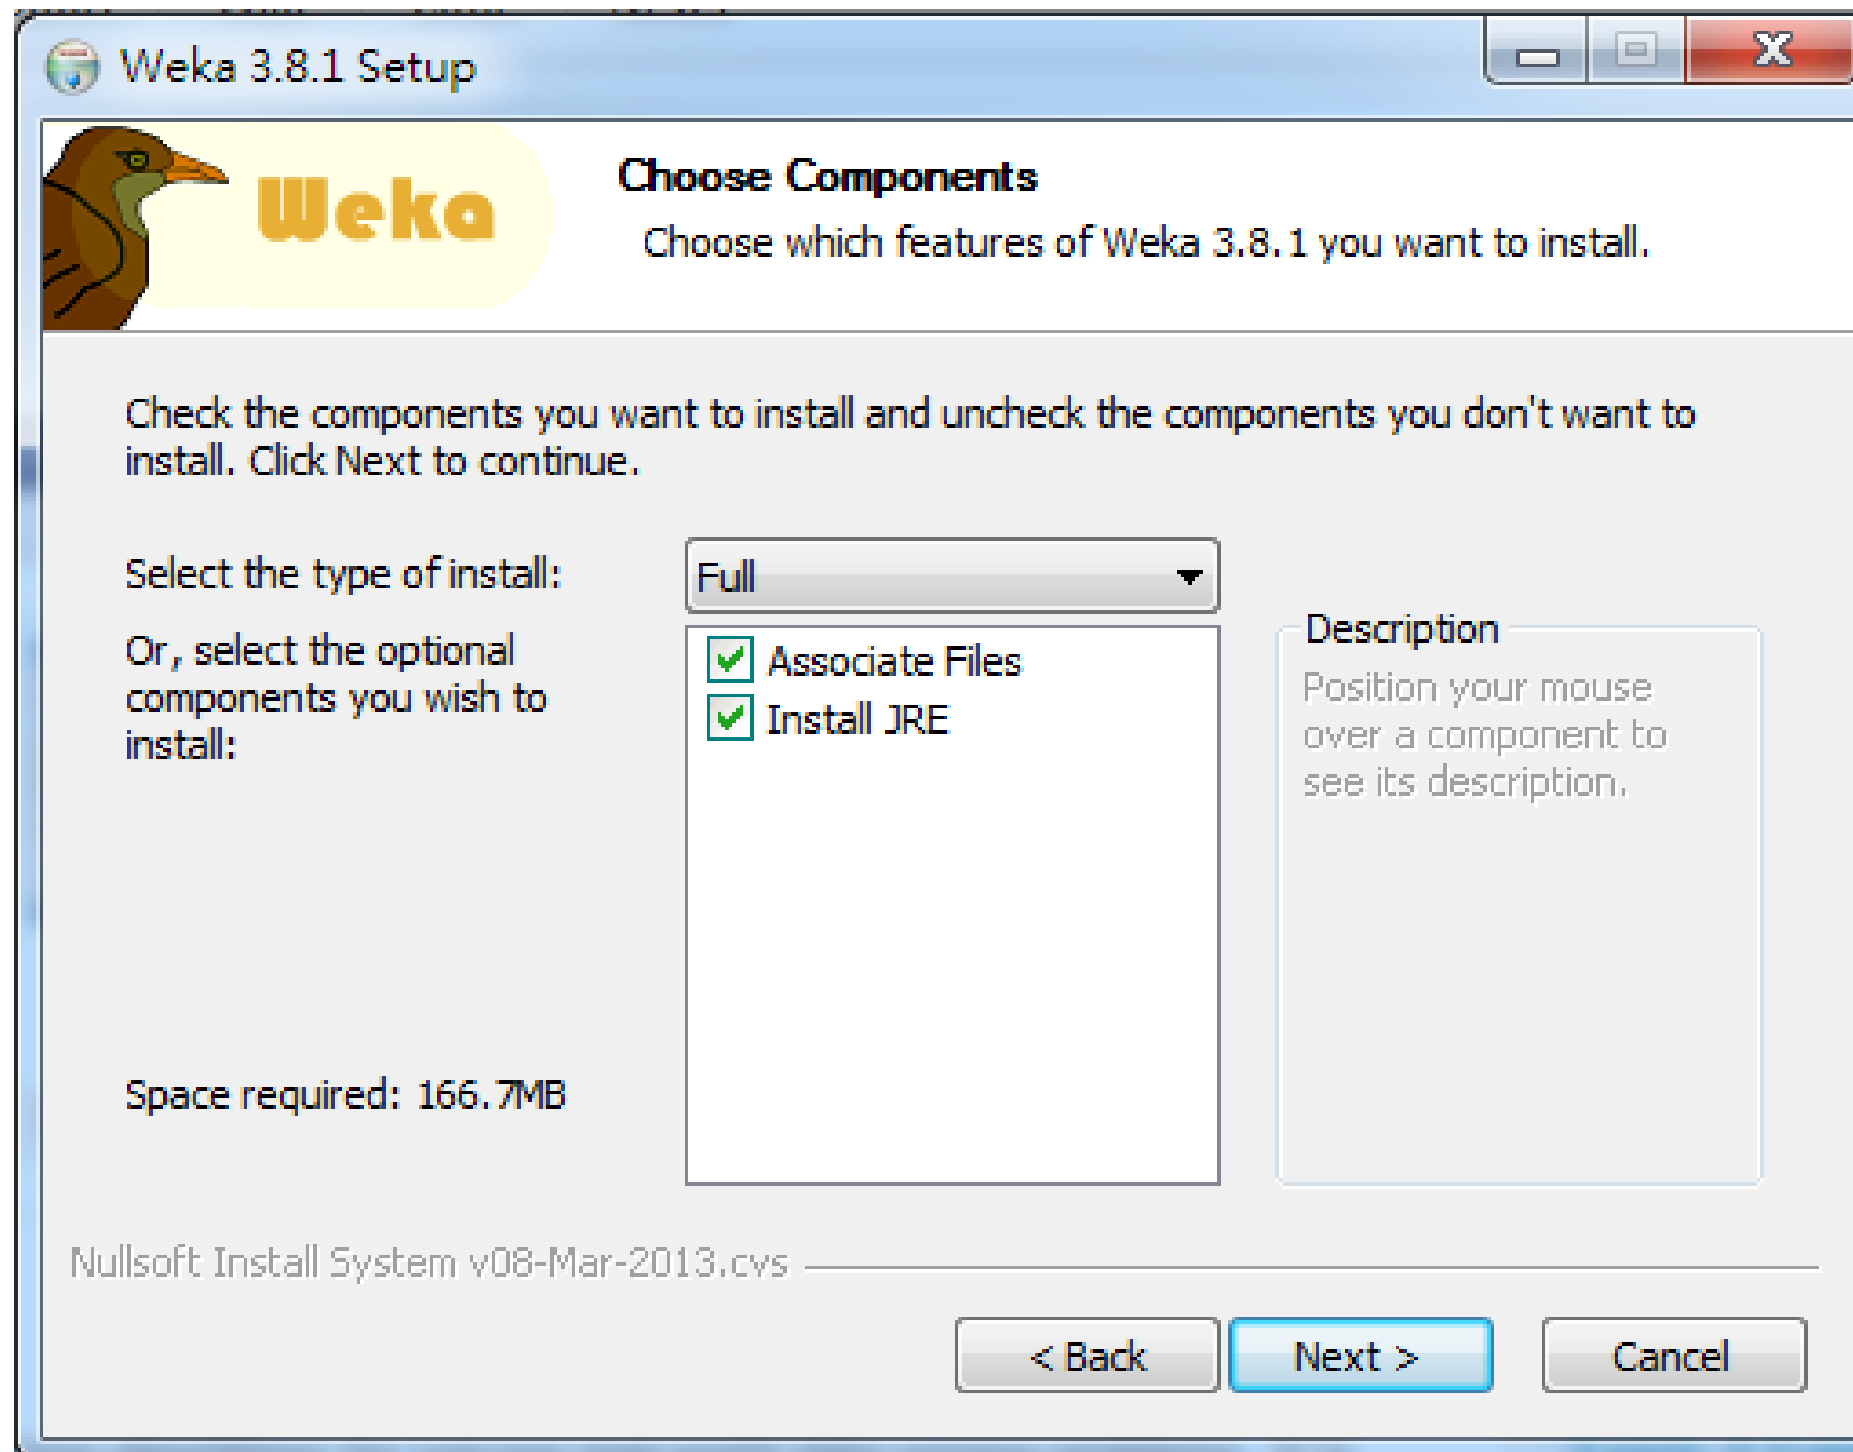 Weka 3.8.1 Setup
Weka
Choose Components
Choose which features of Weka 3.8.1 you want to install.
Check the components you want to install and uncheck the components you don't want to
install. Click Next to continue.
Select the type of install:
Full
Or, select the optional
components you wish to
install:
Associate Files
Install JRE
Description
Position your mouse
over a component to
see its description.
Space required: 166.7MB
Nullsoft Install System v08-Mar-2013.cvs
< Back
Next >
Cancel